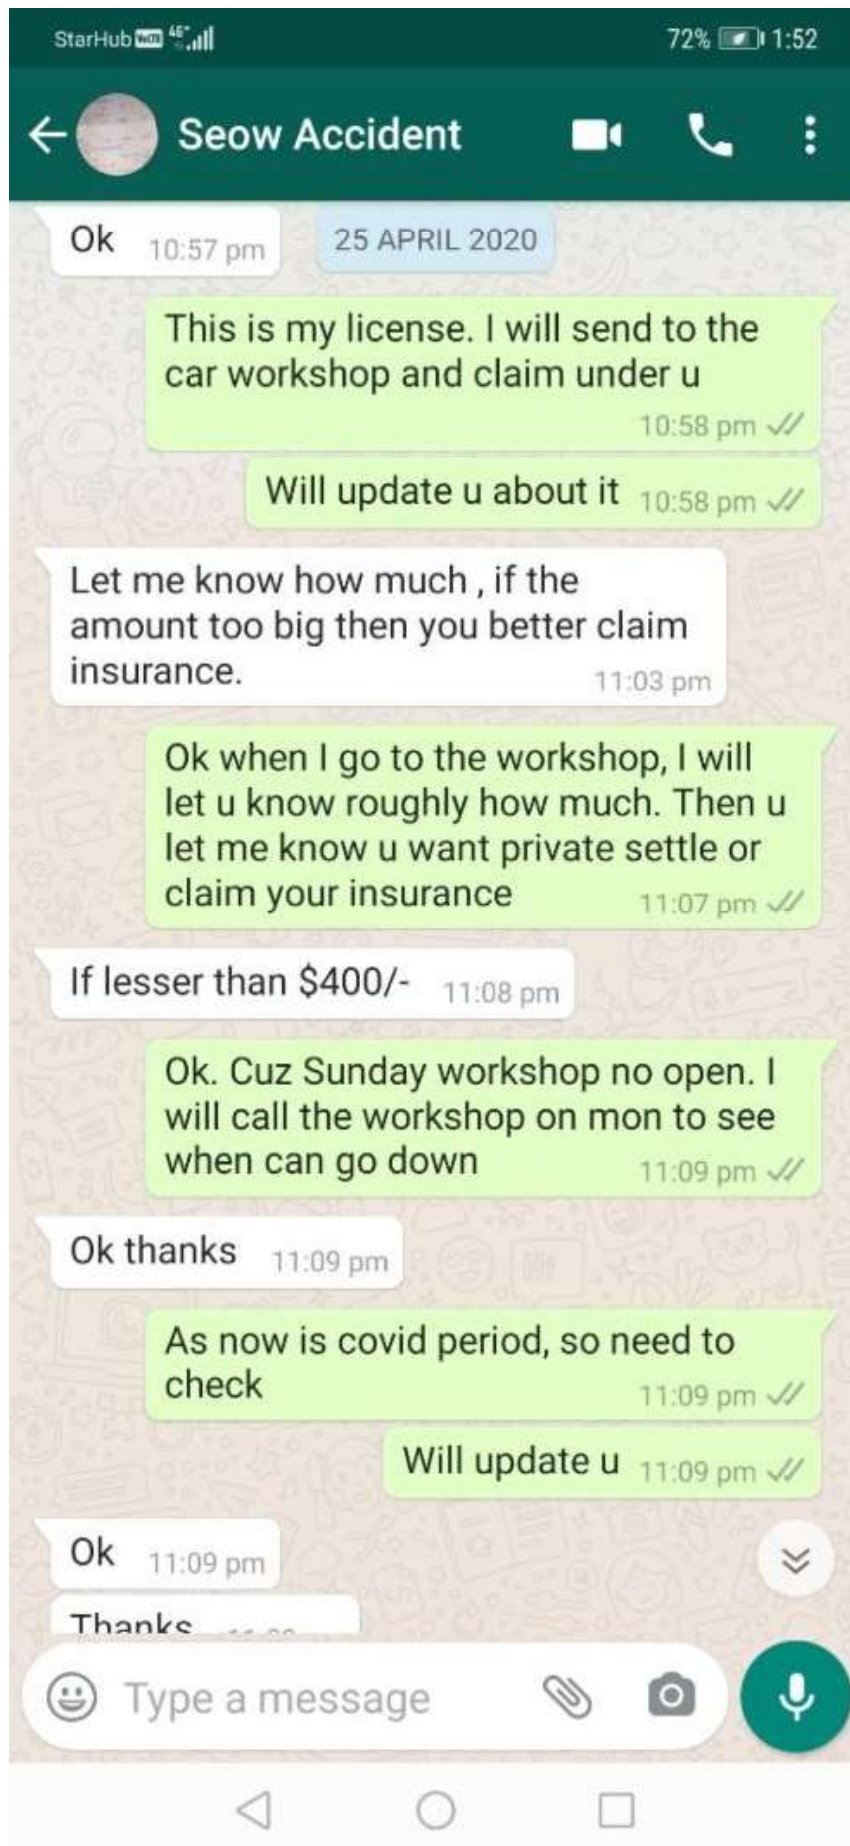 StarHub VoLTE 4G+ 72% 1:52
Seow Accident
Ok 10:57 pm
25 APRIL 2020
This is my license. I will send to the
car workshop and claim under u
10:58 pm
Will update u about it 10:58 pm
Let me know how much , if the
amount too big then you better claim
insurance. 11:03 pm
Ok when I go to the workshop, I will
let u know roughly how much. Then u
let me know u want private settle or
claim your insurance 11:07 pm
If lesser than $400/- 11:08 pm
Ok. Cuz Sunday workshop no open. I
will call the workshop on mon to see
when can go down 11:09 pm
Ok thanks 11:09 pm
As now is covid period, so need to
check 11:09 pm
Will update u 11:09 pm
Ok 11:09 pm
Thanks
Type a message